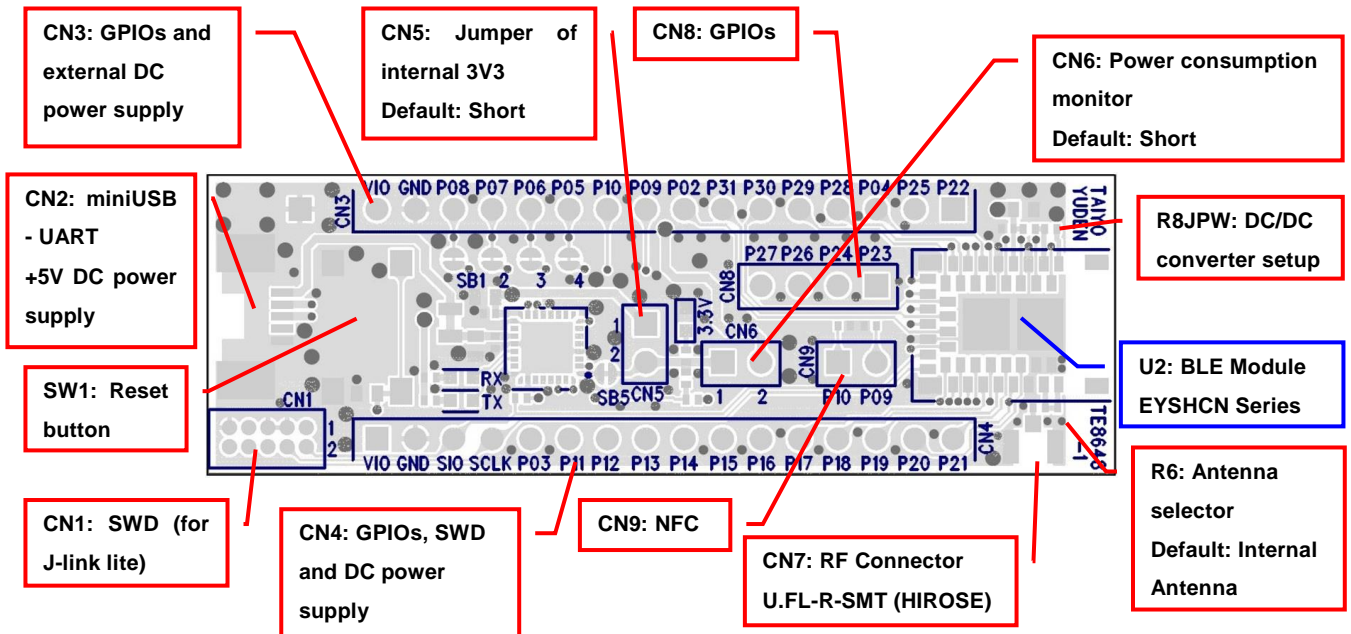 CN3: GPIOs and
external DC
power supply
CN5: Jumper of
internal 3V3
Default: Short
CN8: GPIOs
CN6: Power consumption
monitor
Default: Short
CN2: miniUSB
- UART
+5V DC power
supply
R8JPW: DC/DC
converter setup
SW1: Reset
button
U2: BLE Module
EYSHCN Series
CN1: SWD (for
J-link lite)
CN4: GPIOs, SWD
and DC power
supply
CN9: NFC
CN7: RF Connector
U.FL-R-SMT (HIROSE)
R6: Antenna
selector
Default: Internal
Antenna
VIO GND P08 P07 P06 P05 P10 P09 P02 P31 P30 P29 P28 P04 P25 P22
CN3
TAIYO
YUDEN
P27 P26 P24 P23
CN8
SB1 2 3 4
3.3V
1
2
CN6
CN9
RX
TX
SB5
CN5
1 2
P10 P09
CN1
1
2
CN4
VIO GND SIO SCLK P03 P11 P12 P13 P14 P15 P16 P17 P18 P19 P20 P21
-1